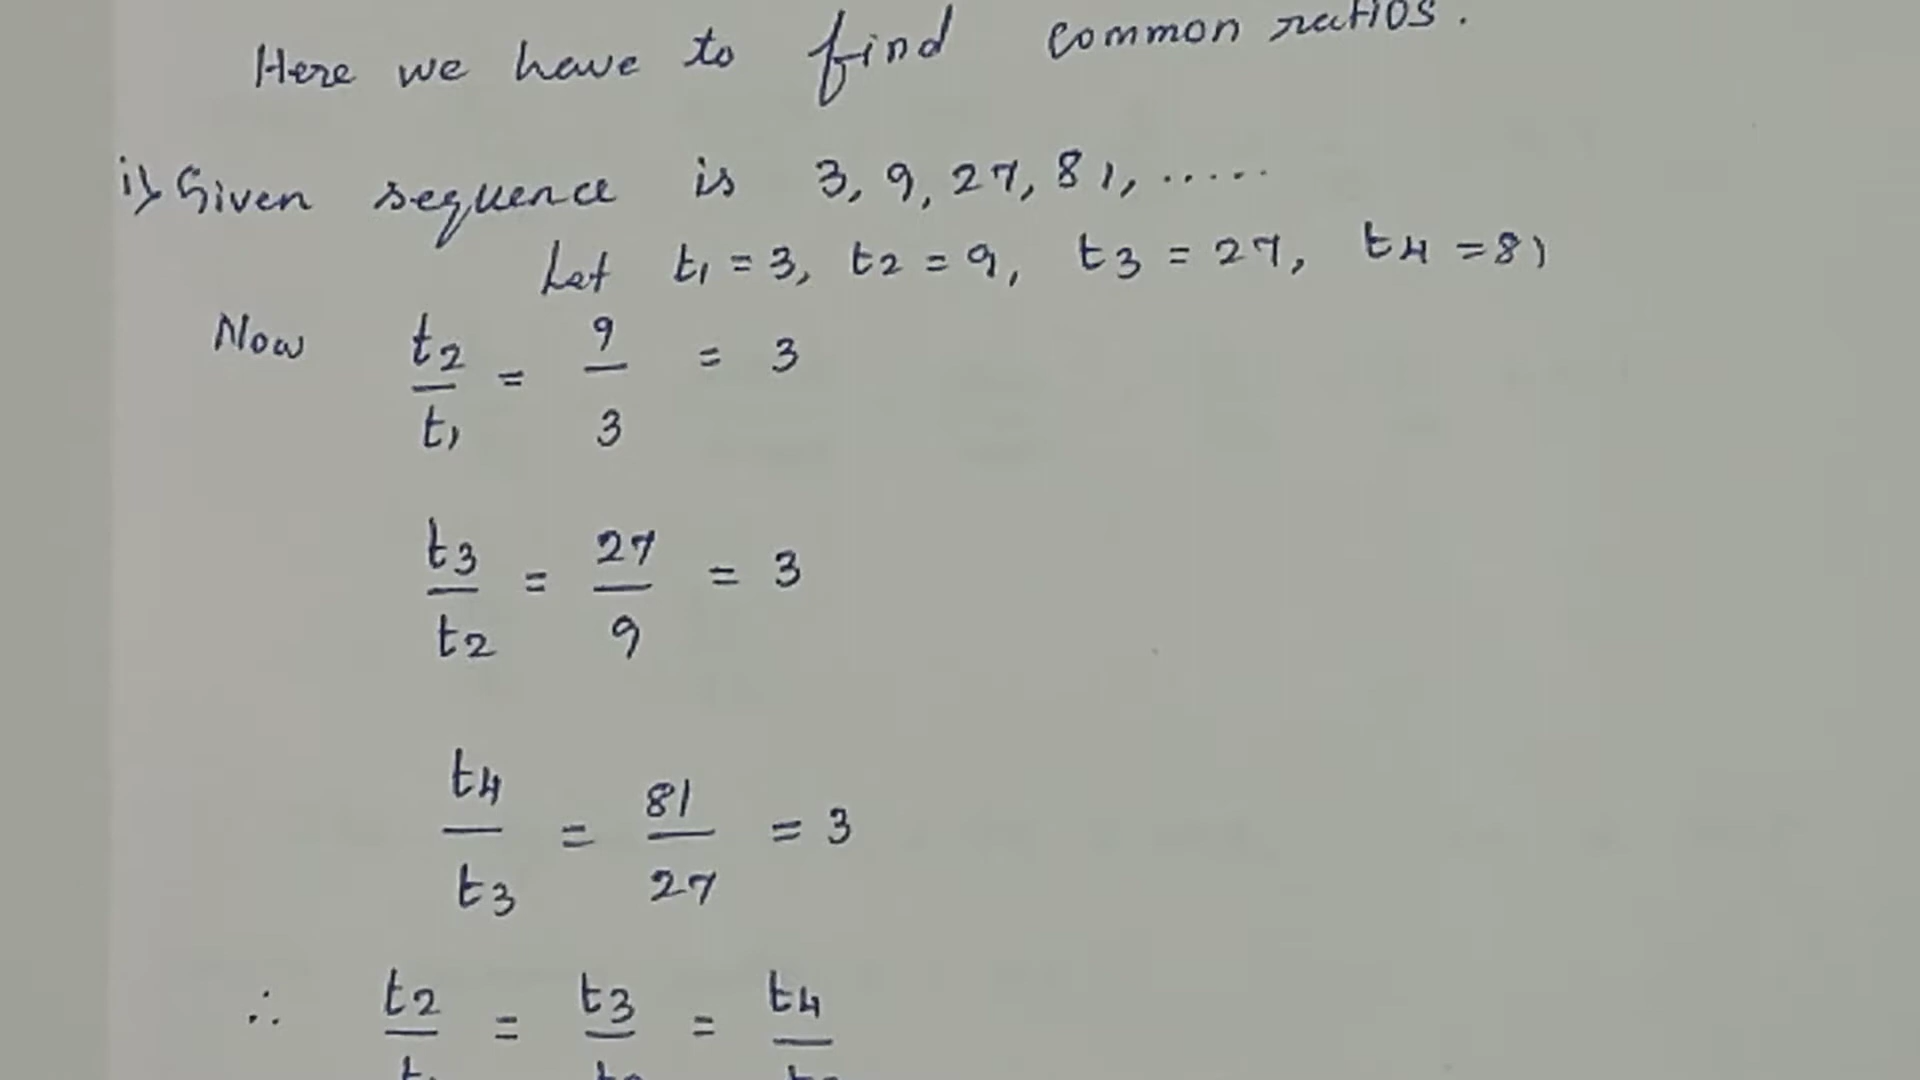 Here we have to find common ratios.
i) Given sequence is 3, 9, 27, 81, .....
Let t1 = 3, t2 = 9, t3 = 27, t4 = 81
Now t2/t1 = 9/3 = 3
t3/t2 = 27/9 = 3
t4/t3 = 81/27 = 3
∴ t2/ = t3/ = t4/